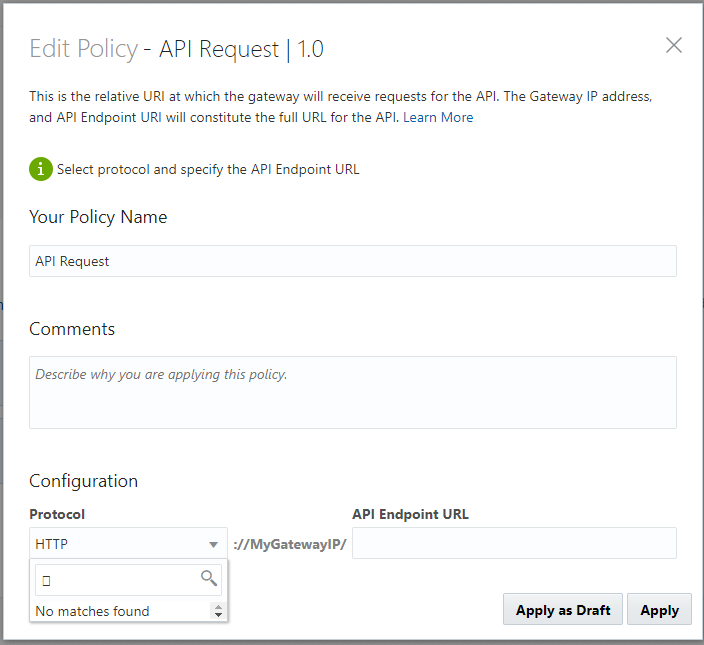 Edit Policy - API Request | 1.0
This is the relative URI at which the gateway will receive requests for the API. The Gateway IP address,
and API Endpoint URI will constitute the full URL for the API. Learn More
Select protocol and specify the API Endpoint URL
Your Policy Name
API Request
Comments
Describe why you are applying this policy.
Configuration
Protocol
API Endpoint URL
HTTP
://MyGatewayIP/
No matches found
Apply as Draft
Apply